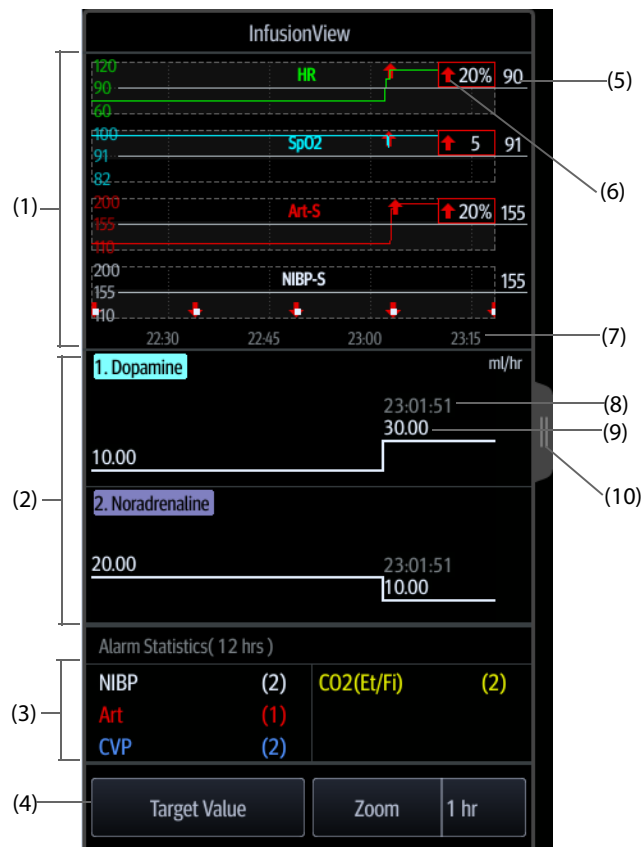 InfusionView
120
HR
20%
90
(5)
90
60
100
SpO2
5
91
91
82
(6)
(1)
200
Art-S
20%
155
155
110
200
NIBP-S
155
155
110
22:30 22:45 23:00 23:15
(7)
1. Dopamine
ml/hr
23:01:51
(8)
30.00
(9)
10.00
(10)
(2)
2. Noradrenaline
20.00
23:01:51
10.00
Alarm Statistics( 12 hrs )
NIBP (2) CO2(Et/Fi) (2)
(3)
Art (1)
CVP (2)
(4)
Target Value Zoom 1 hr